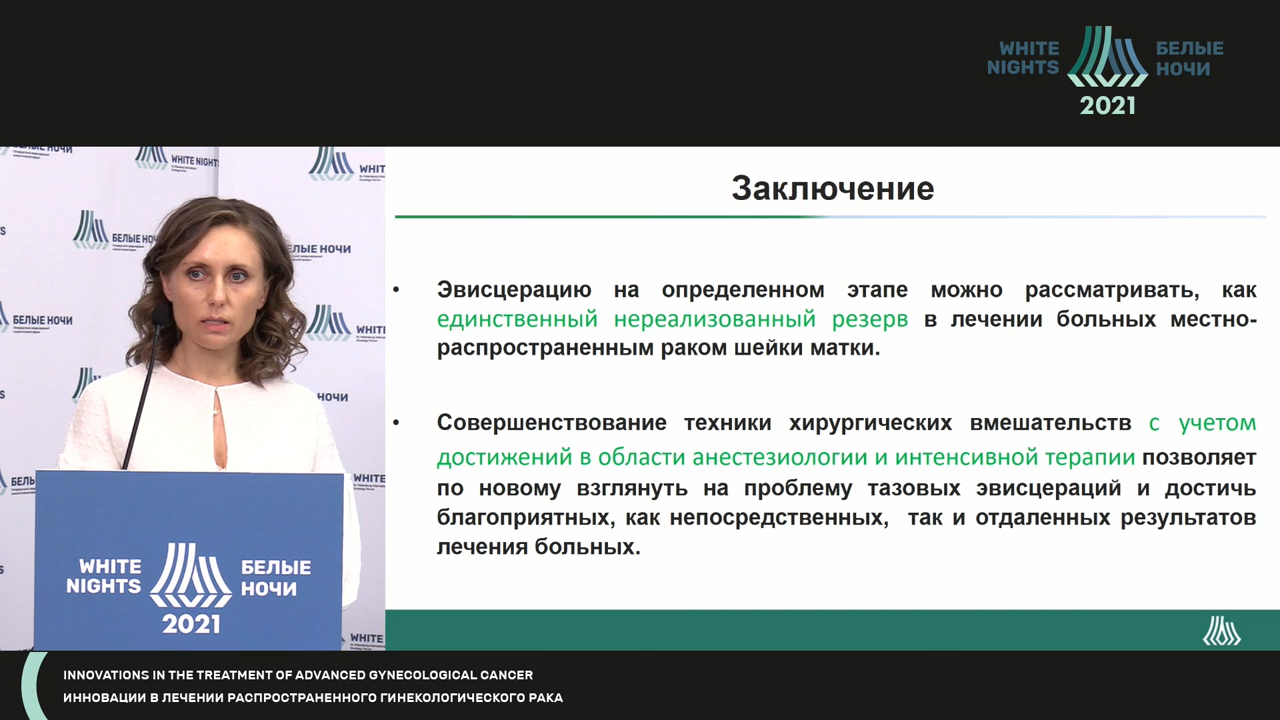 WHITE NIGHTS
БЕЛЫЕ НОЧИ
2021
Заключение
• Эвисцерацию на определенном этапе можно рассматривать, как
единственный нереализованный резерв в лечении больных местно-
распространенным раком шейки матки.
• Совершенствование техники хирургических вмешательств с учетом
достижений в области анестезиологии и интенсивной терапии позволяет
по новому взглянуть на проблему тазовых эвисцераций и достичь
благоприятных, как непосредственных, так и отдаленных результатов
лечения больных.
WHITE NIGHTS
БЕЛЫЕ НОЧИ
2021
INNOVATIONS IN THE TREATMENT OF ADVANCED GYNECOLOGICAL CANCER
ИННОВАЦИИ В ЛЕЧЕНИИ РАСПРОСТРАНЕННОГО ГИНЕКОЛОГИЧЕСКОГО РАКА